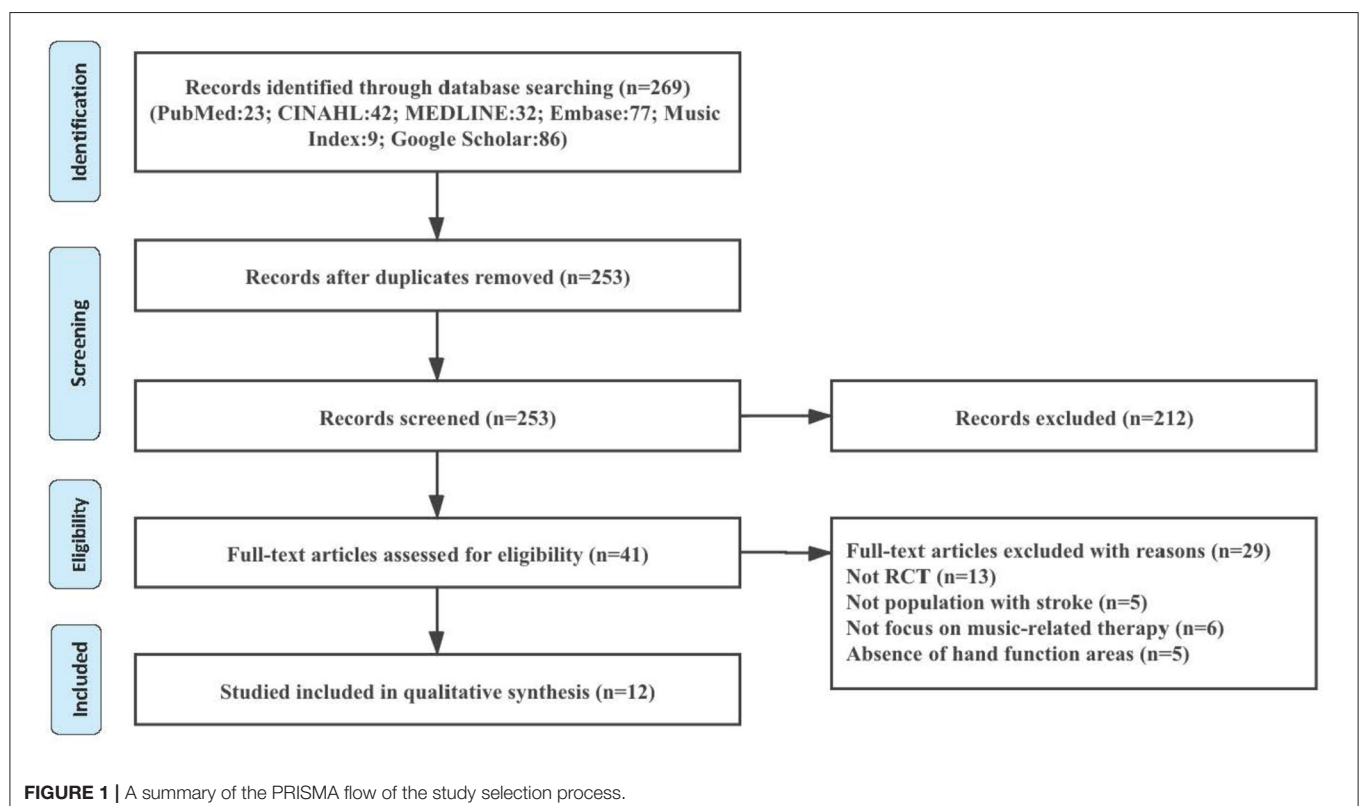 Identification
Records identified through database searching (n=269)
(PubMed:23; CINAHL:42; MEDLINE:32; Embase:77; Music
Index:9; Google Scholar:86)
Screening
Records after duplicates removed (n=253)
Records screened (n=253)
Records excluded (n=212)
Eligibility
Full-text articles assessed for eligibility (n=41)
Full-text articles excluded with reasons (n=29)
Not RCT (n=13)
Not population with stroke (n=5)
Not focus on music-related therapy (n=6)
Absence of hand function areas (n=5)
Included
Studied included in qualitative synthesis (n=12)
FIGURE 1 | A summary of the PRISMA flow of the study selection process.